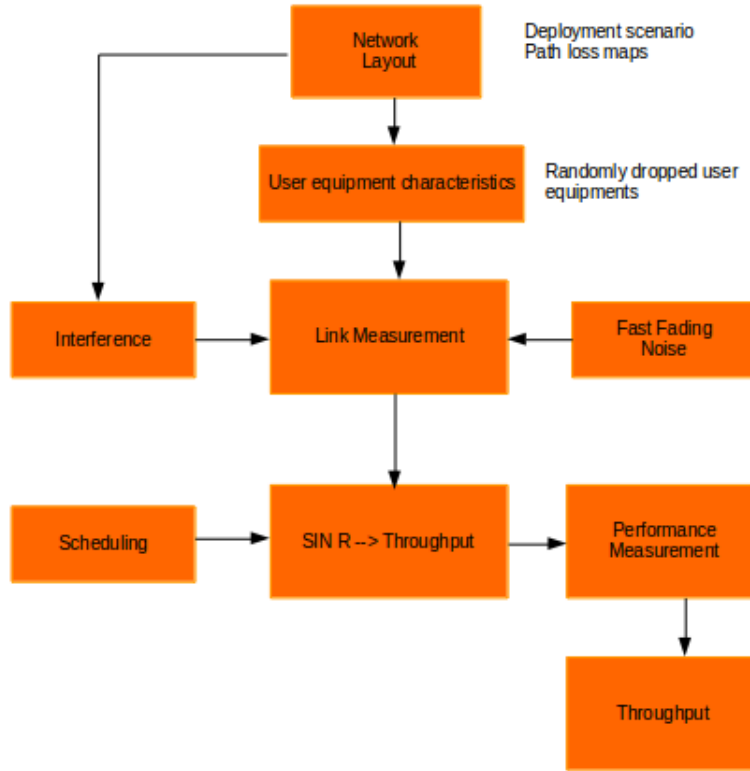 Network
Layout
Deployment scenario
Path loss maps
User equipment characteristics
Randomly dropped user
equipments
Interference
Link Measurement
Fast Fading
Noise
Scheduling
SIN R --> Throughput
Performance
Measurement
Throughput